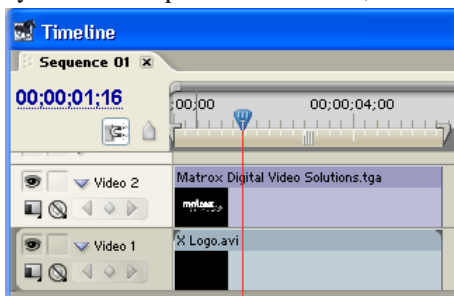 Timeline
Sequence 01
00;00;01;16
;00;00 00;00;04;00
Video 2
Matrox Digital Video Solutions.tga
matrox
Video 1
X Logo.avi